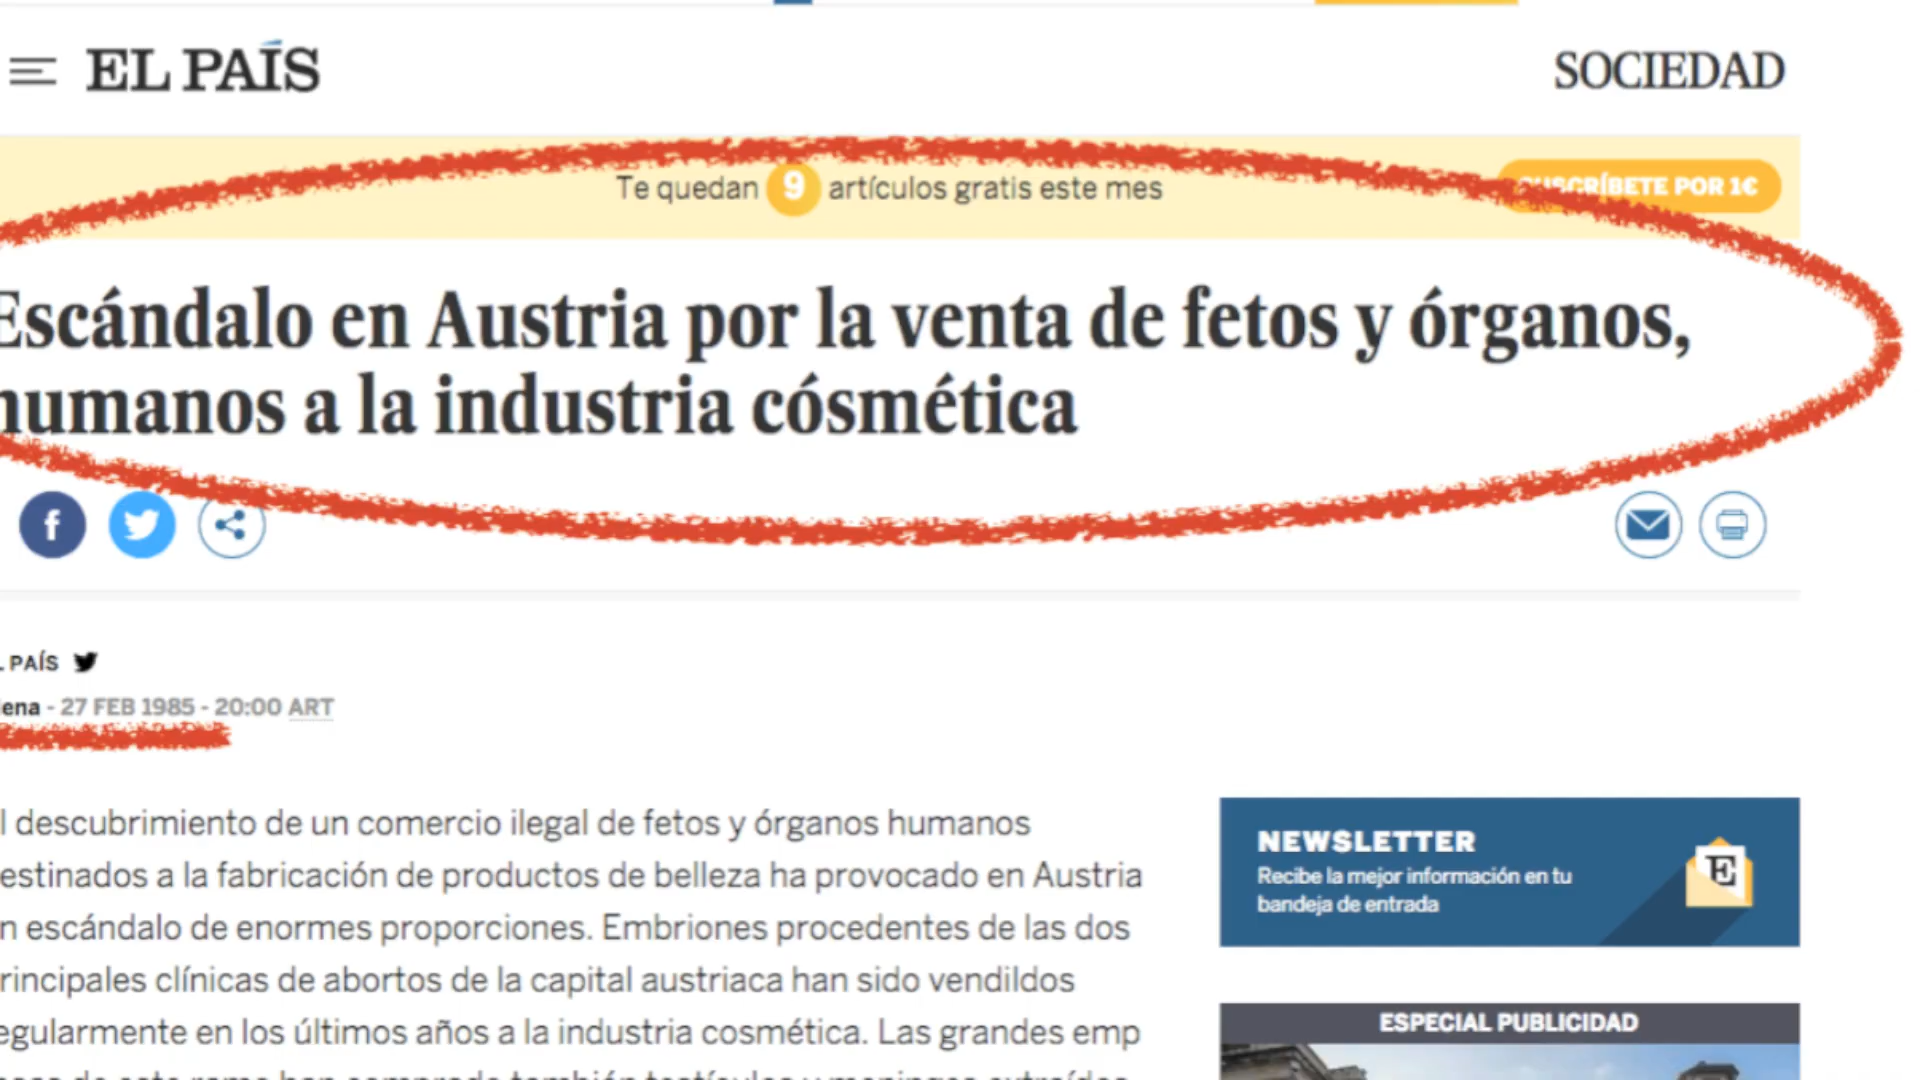 EL PAÍS
SOCIEDAD
Te quedan 9 artículos gratis este mes
SUSCRÍBETE POR 1€
Escándalo en Austria por la venta de fetos y órganos,
humanos a la industria cósmética
PAÍS
ena - 27 FEB 1985 - 20:00 ART
l descubrimiento de un comercio ilegal de fetos y órganos humanos
estinados a la fabricación de productos de belleza ha provocado en Austria
n escándalo de enormes proporciones. Embriones procedentes de las dos
rincipales clínicas de abortos de la capital austriaca han sido vendildos
egularmente en los últimos años a la industria cosmética. Las grandes emp
NEWSLETTER
Recibe la mejor información en tu
bandeja de entrada
ESPECIAL PUBLICIDAD